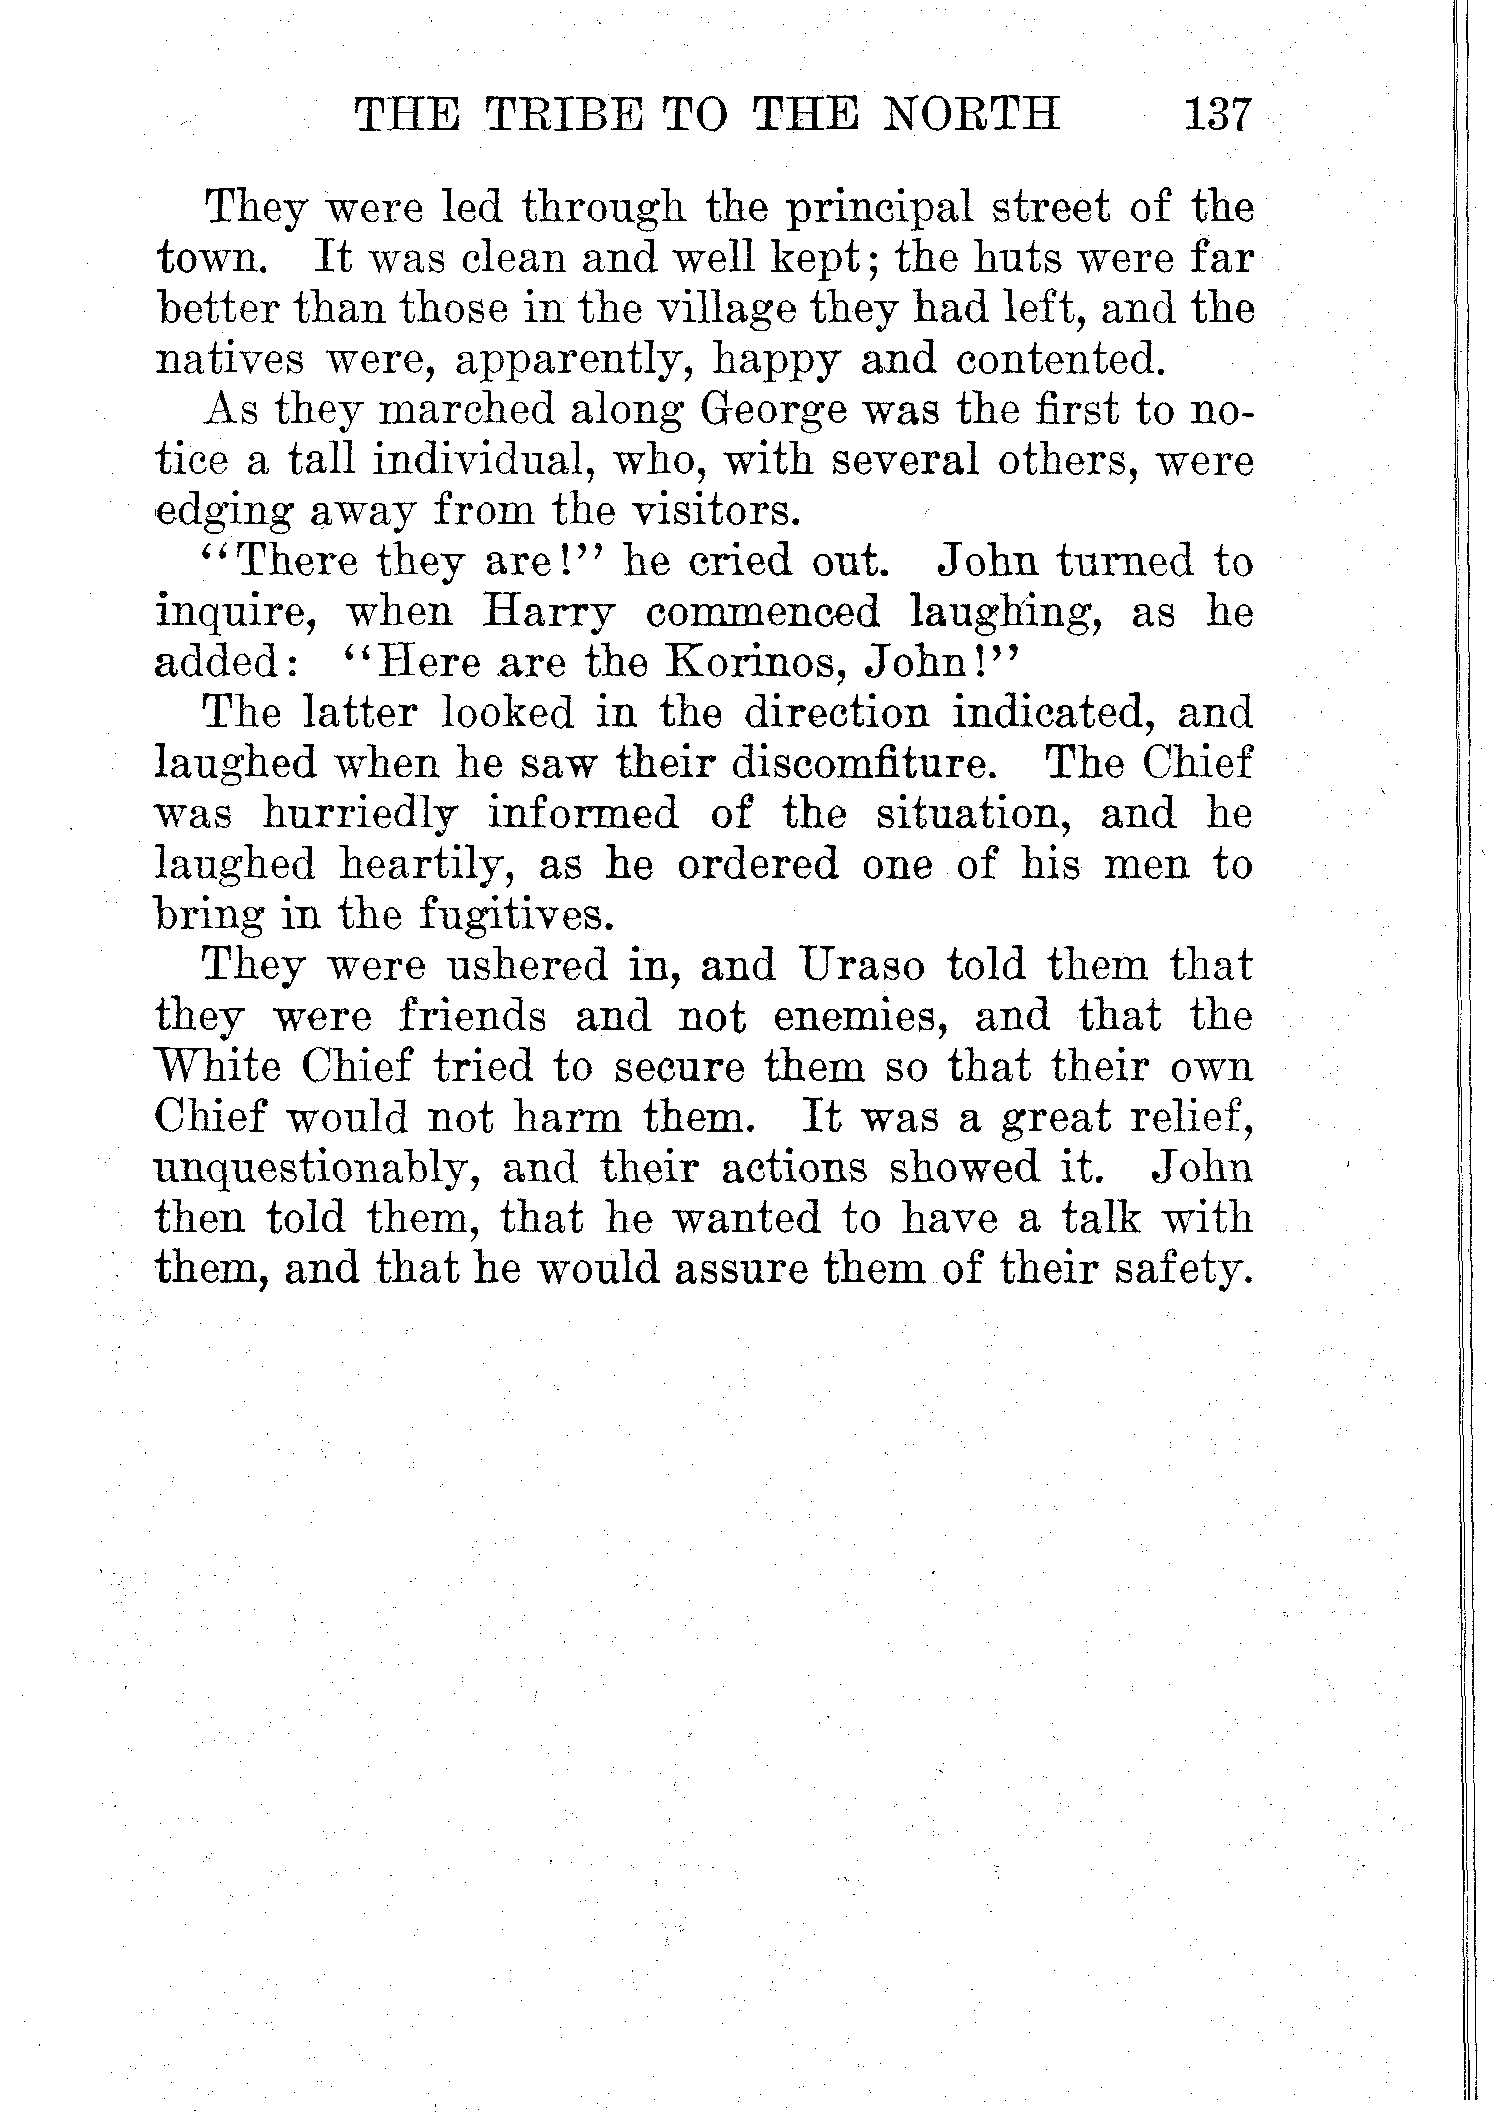 THE TRIBE TO THE NORTH 137
They were led through the principal street of the
town. It was clean and well kept; the huts were far
better than those in the village they had left, and the
natives were, apparently, happy and contented.
As they marched along George was the first to no-
tice a tall individual, who, with several others, were
edging away from the visitors.
“There they are!” he cried out. John turned to
inquire, when Harry commenced laughing, as he
added: “Here are the Korinos, John!”
The latter looked in the direction indicated, and
laughed when he saw their discomfiture. The Chief
was hurriedly informed of the situation, and he
laughed heartily, as he ordered one of his men to
bring in the fugitives.
They were ushered in, and Uraso told them that
they were friends and not enemies, and that the
White Chief tried to secure them so that their own
Chief would not harm them. It was a great relief,
unquestionably, and their actions showed it. John
then told them, that he wanted to have a talk with
them, and that he would assure them of their safety.